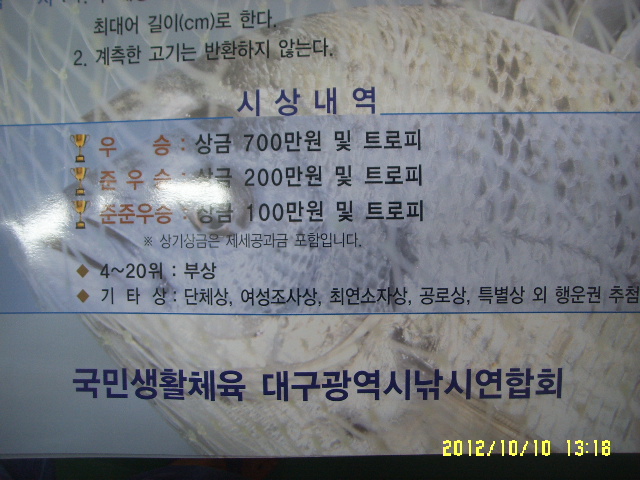 최대어 길이(cm)로 한다.
2. 계측한 고기는 반환하지 않는다.
시 상 내 역
우 승 : 상금 700만원 및 트로피
준 우 승 : 상금 200만원 및 트로피
준준우승 : 상금 100만원 및 트로피
※ 상기상금은 제세공과금 포함입니다.
◆ 4~20위 : 부상
◆ 기 타 상 : 단체상, 여성조사상, 최연소자상, 공로상, 특별상 외 행운권 추첨
국민생활체육 대구광역시낚시연합회
2012/10/10 13:18